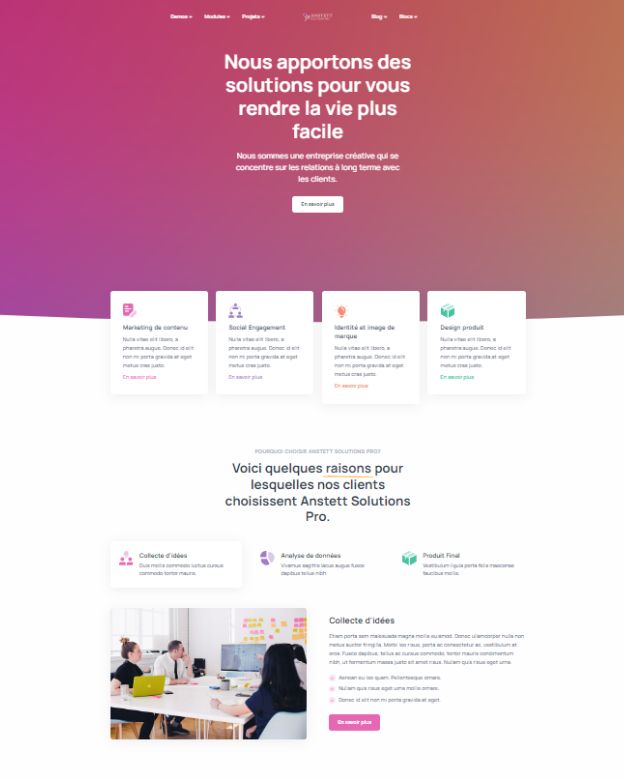 Demos Modules Projets ANSTETT Blog Blocs
Nous apportons des
solutions pour vous
rendre la vie plus
facile
Nous sommes une entreprise créative qui se
concentre sur les relations à long terme avec
les clients.
En savoir plus
Marketing de contenu
Nulla vitae elit libero, a
pharetra augue. Donec id elit
non mi porta gravida at eget
metus cras justo.
En savoir plus
Social Engagement
Nulla vitae elit libero, a
pharetra augue. Donec id elit
non mi porta gravida at eget
metus cras justo.
En savoir plus
Identité et image de
marque
Nulla vitae elit libero, a
pharetra augue. Donec id elit
non mi porta gravida at eget
metus cras justo.
En savoir plus
Design produit
Nulla vitae elit libero, a
pharetra augue. Donec id elit
non mi porta gravida at eget
metus cras justo.
En savoir plus
POURQUOI CHOISIR ANSTETT SOLUTIONS PRO?
Voici quelques raisons pour
lesquelles nos clients
choisissent Anstett Solutions
Pro.
Collecte d'idées
Duis mollis commodo luctus cursus
commodo tortor mauris.
Analyse de données
Vivamus sagittis lacus augue fusce
dapibus tellus nibh.
Produit Final
Vestibulum ligula porta felis maecenas
faucibus mollis.
Collecte d'idées
Etiam porta sem malesuada magna mollis euismod. Donec ullamcorper nulla non
metus auctor fringilla. Morbi leo risus, porta ac consectetur ac, vestibulum at
eros. Fusce dapibus, tellus ac cursus commodo, tortor mauris condimentum
nibh, ut fermentum massa justo sit amet risus. Nullam quis risus eget urna.
Aenean eu leo quam. Pellentesque ornare.
Nullam quis risus eget urna mollis ornare.
Donec id elit non mi porta gravida at eget.
En savoir plus